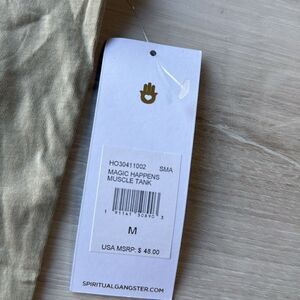 HO30411002 SMA
MAGIC HAPPENS
MUSCLE TANK
M
USA MSRP: $ 48.00
SPIRITUALGANGSTER.COM